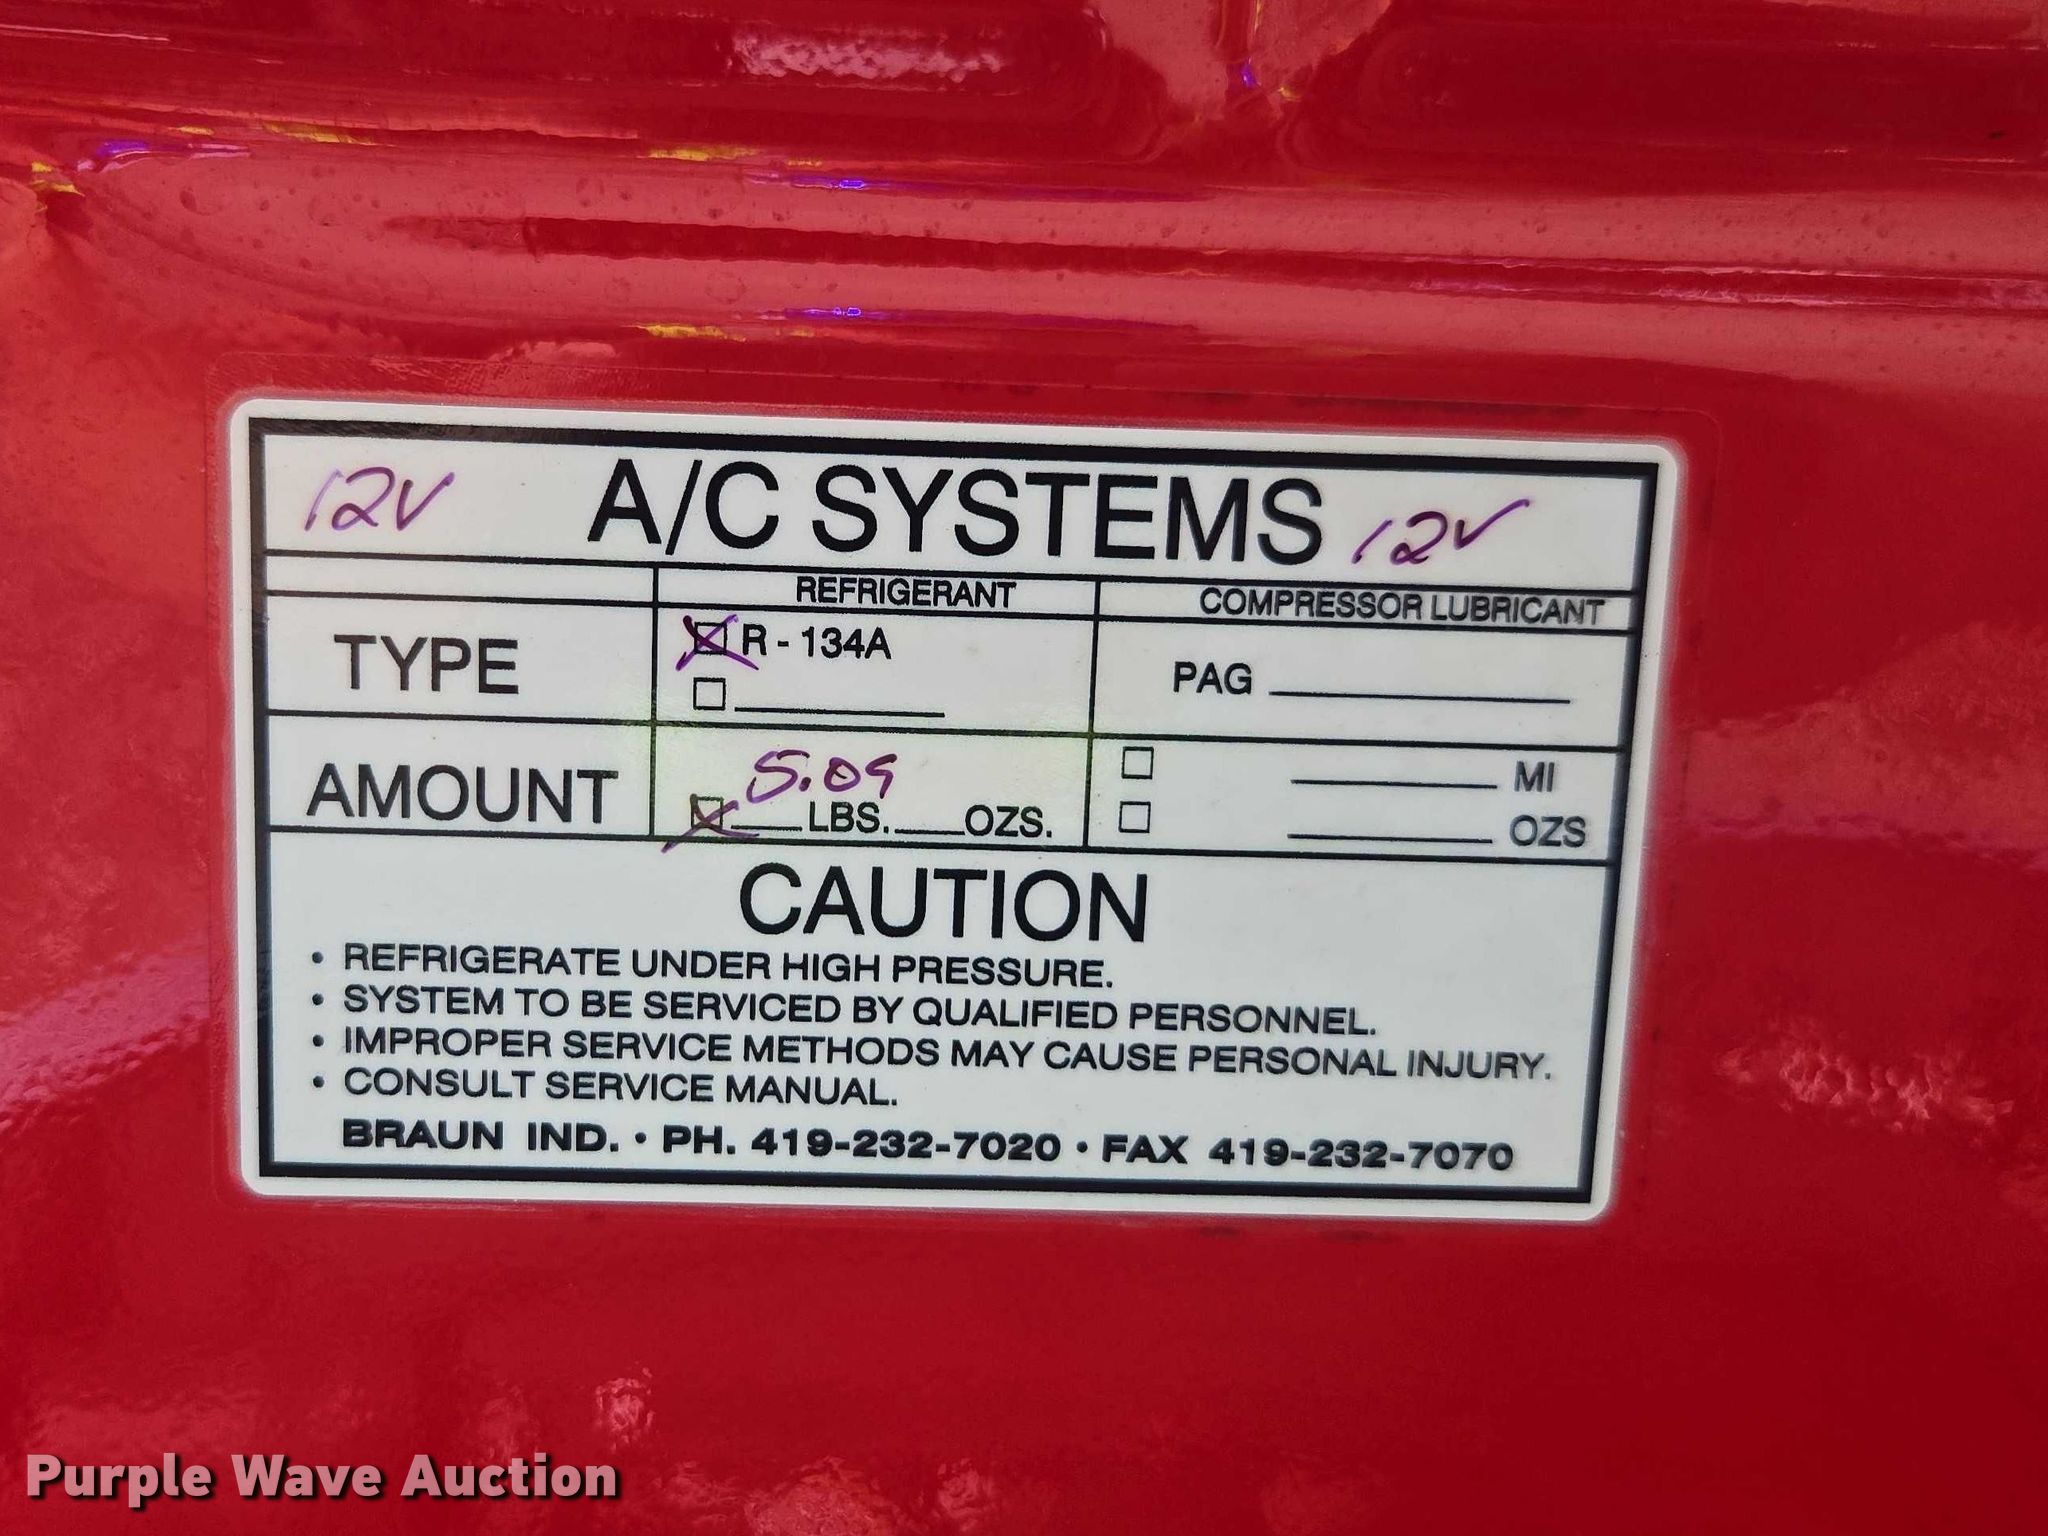 12V A/C SYSTEMS 12V
REFRIGERANT COMPRESSOR LUBRICANT
TYPE R - 134A PAG
AMOUNT 5.09 LBS. OZS. MI
OZS
CAUTION
• REFRIGERATE UNDER HIGH PRESSURE.
• SYSTEM TO BE SERVICED BY QUALIFIED PERSONNEL.
• IMPROPER SERVICE METHODS MAY CAUSE PERSONAL INJURY.
• CONSULT SERVICE MANUAL.
BRAUN IND. • PH. 419-232-7020 • FAX 419-232-7070
Purple Wave Auction